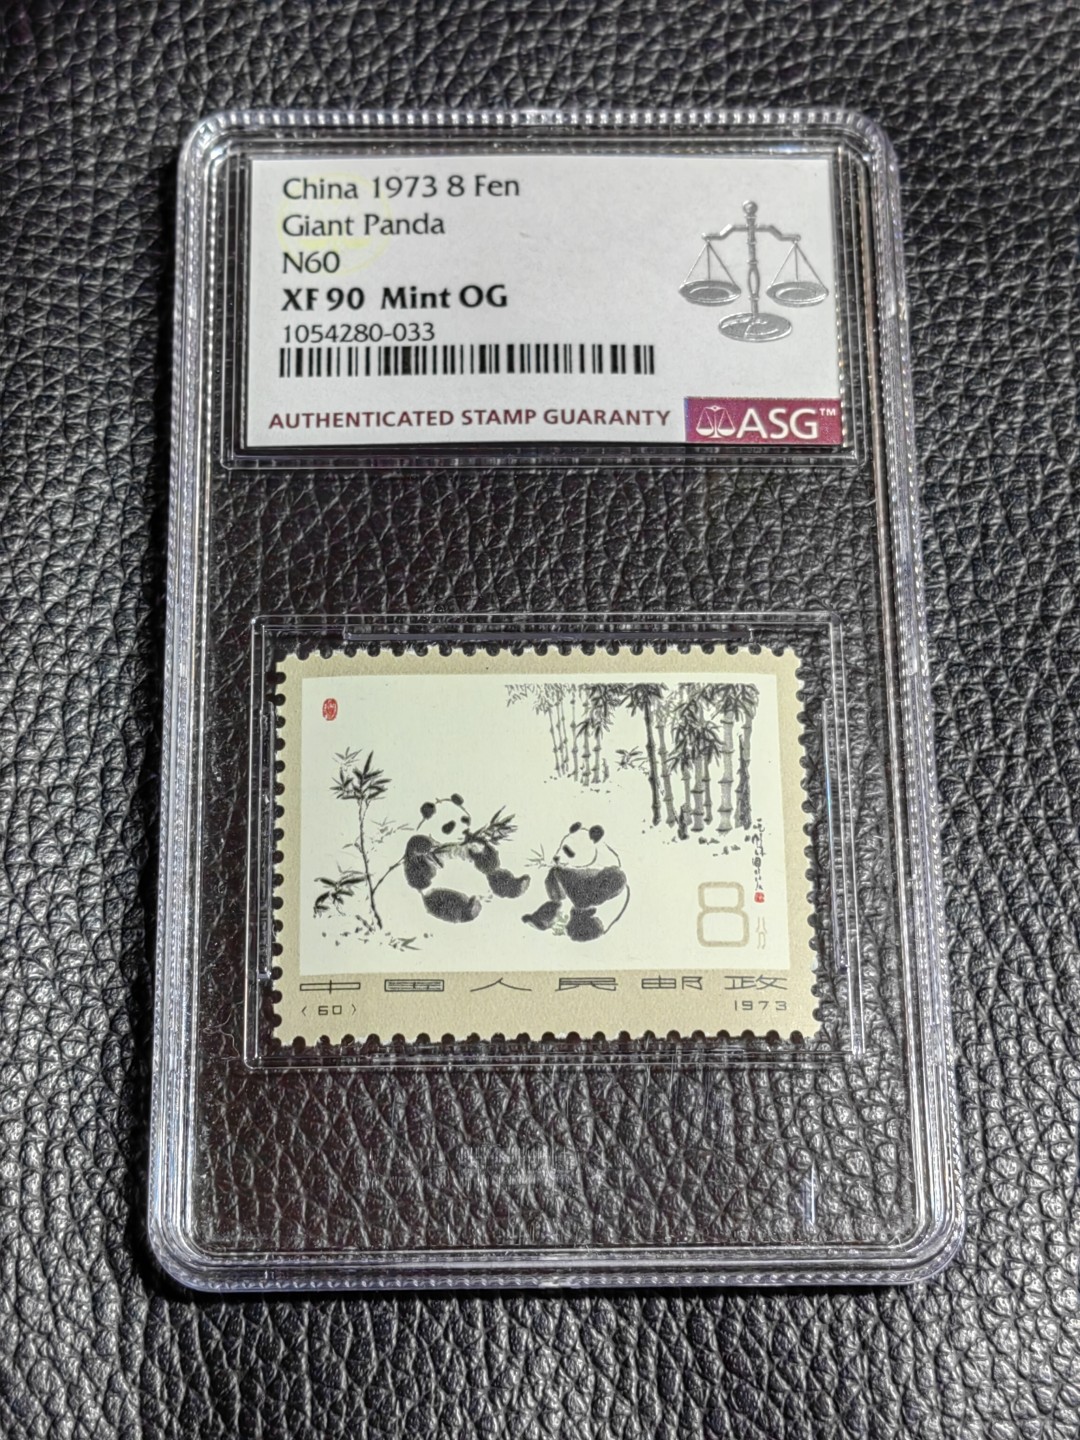 China 1973 8 Fen
Giant Panda
N60
XF 90 Mint OG
1054280-033
AUTHENTICATED STAMP GUARANTY
ASG™
8分
中国人民邮政
(60)
1973